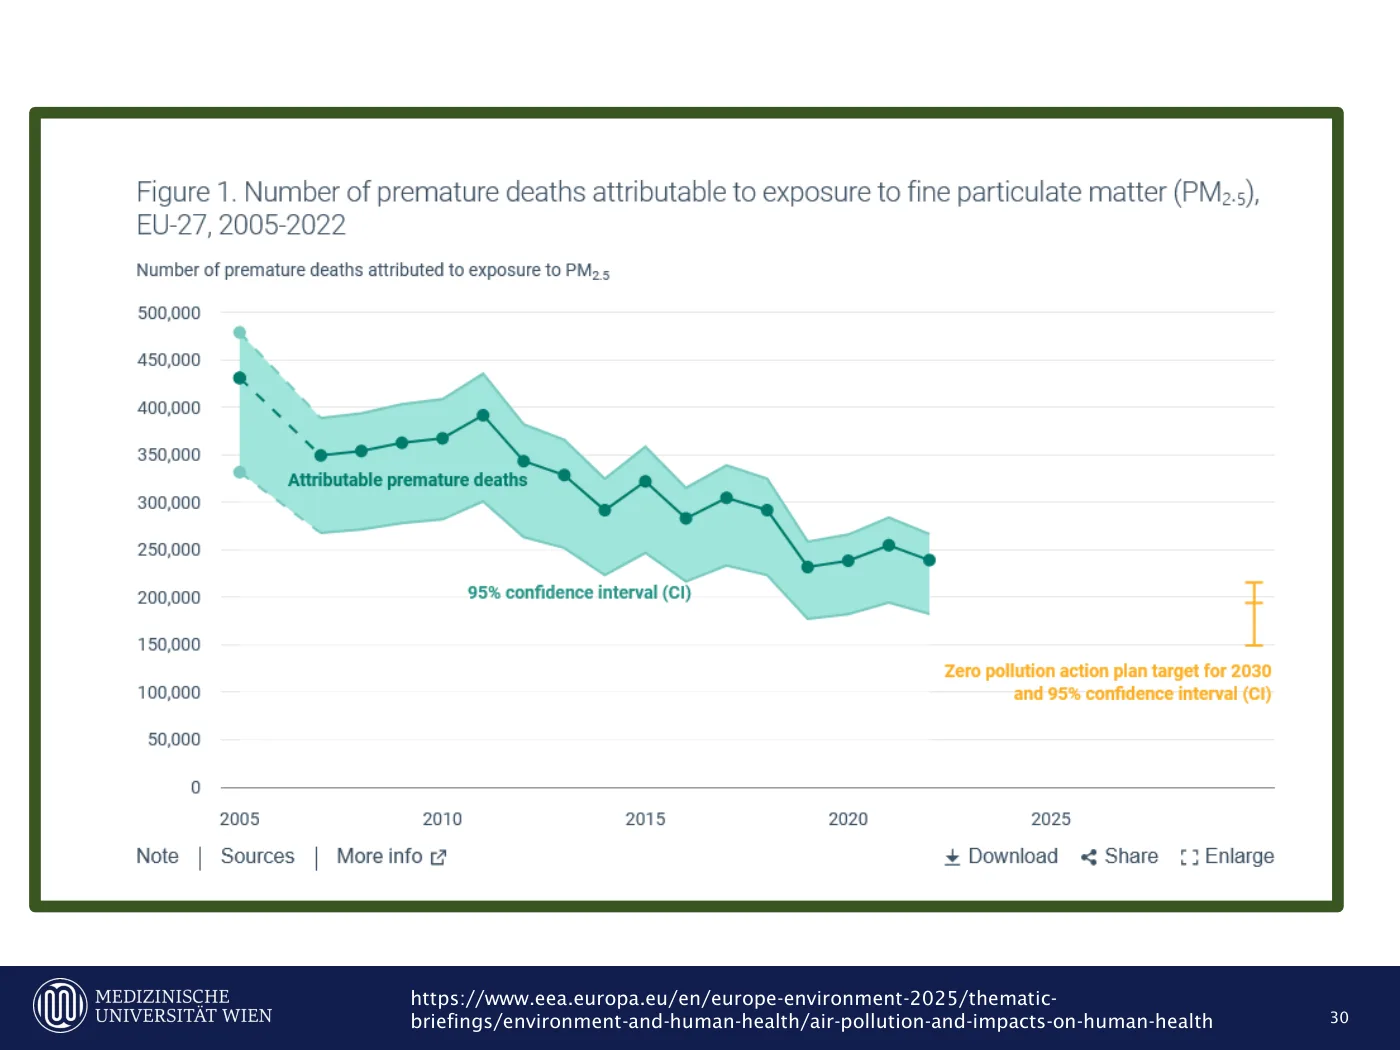 Figure 1. Number of premature deaths attributable to exposure to fine particulate matter (PM2.5),
EU-27, 2005-2022
Number of premature deaths attributed to exposure to PM2.5
500,000
450,000
400,000
350,000
300,000
250,000
200,000
150,000
100,000
50,000
0
Attributable premature deaths
95% confidence interval (CI)
Zero pollution action plan target for 2030
and 95% confidence interval (CI)
2005 2010 2015 2020 2025
Note | Sources | More info Download Share Enlarge
MEDIZINISCHE
UNIVERSITÄT WIEN
https://www.eea.europa.eu/en/europe-environment-2025/thematic-
briefings/environment-and-human-health/air-pollution-and-impacts-on-human-health
30